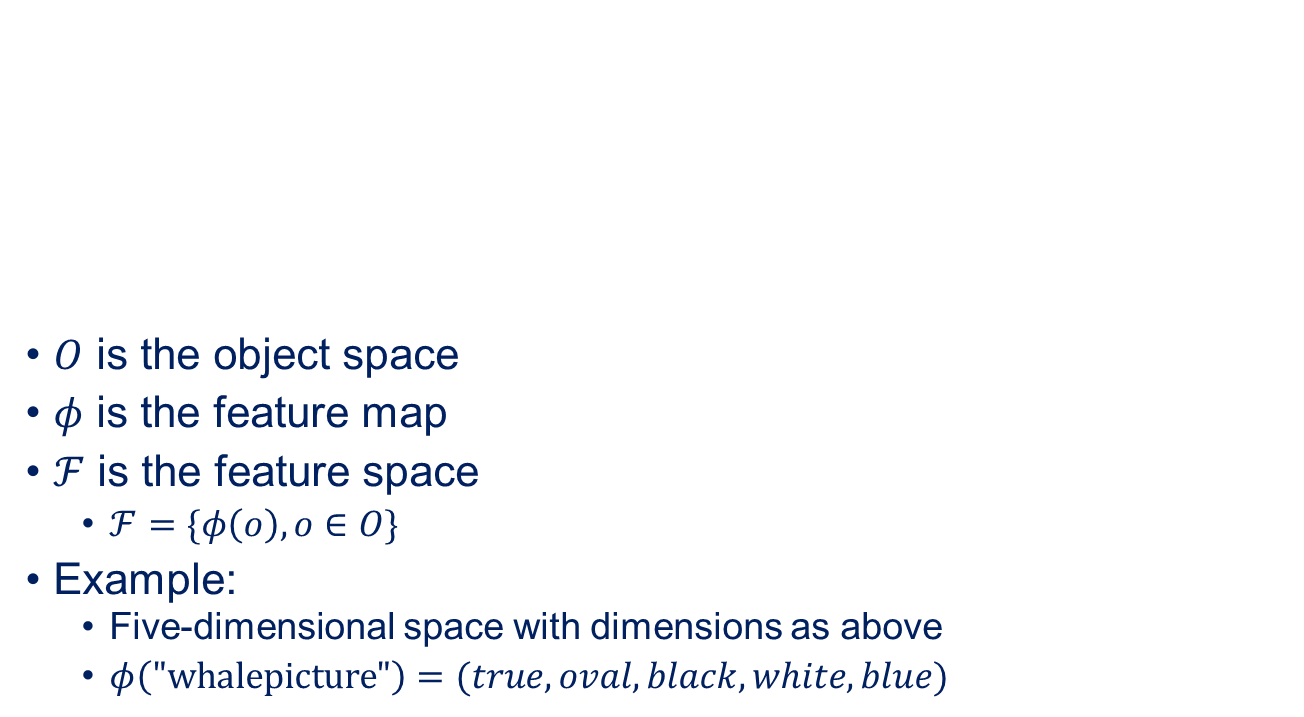 • 𝑂 is the object space
• 𝜙 is the feature map
• ℱ is the feature space
• ℱ = {𝜙(𝑜), 𝑜 ∈ 𝑂}
• Example:
• Five-dimensional space with dimensions as above
• 𝜙("whalepicture") = (𝑡𝑟𝑢𝑒, 𝑜𝑣𝑎𝑙, 𝑏𝑙𝑎𝑐𝑘, 𝑤ℎ𝑖𝑡𝑒, 𝑏𝑙𝑢𝑒)